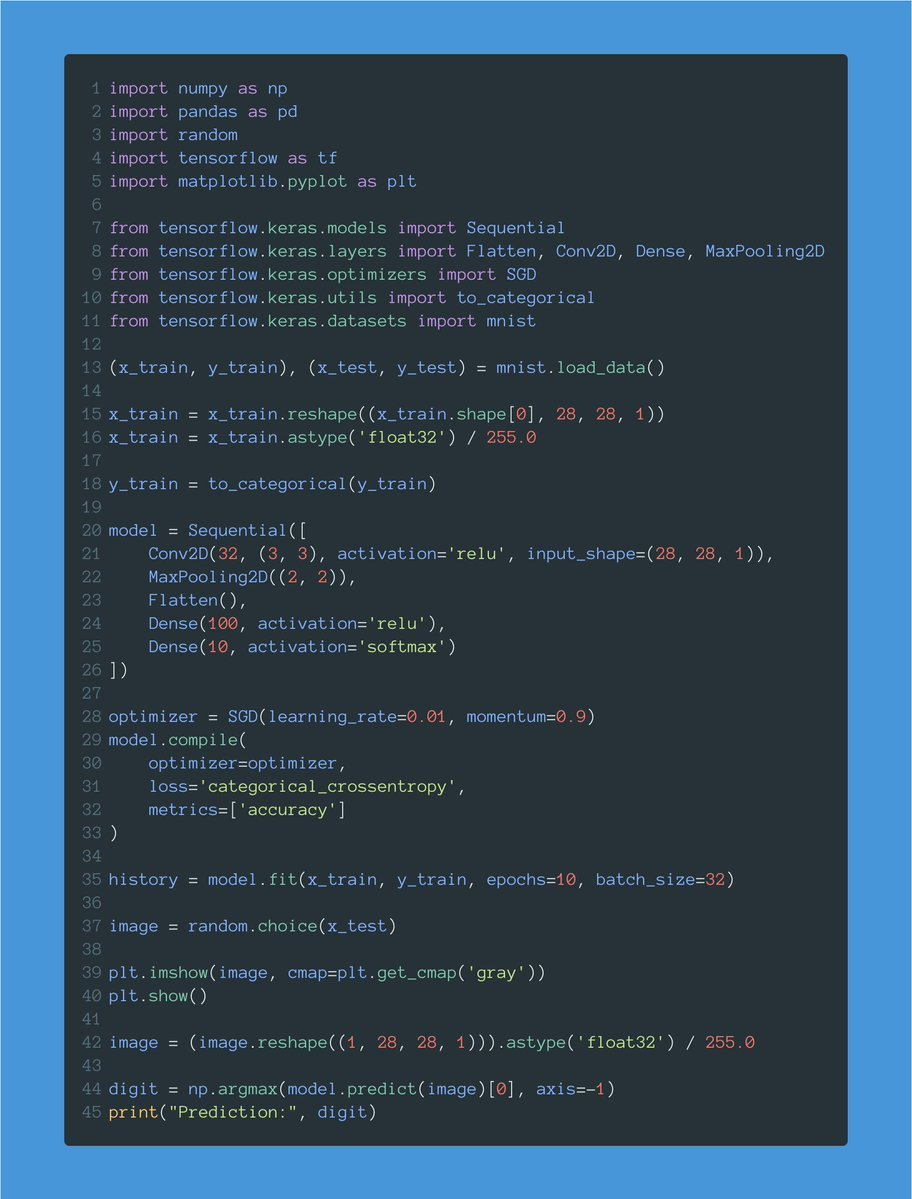 1 import numpy as np
2 import pandas as pd
3 import random
4 import tensorflow as tf
5 import matplotlib.pyplot as plt
6
7 from tensorflow.keras.models import Sequential
8 from tensorflow.keras.layers import Flatten, Conv2D, Dense, MaxPooling2D
9 from tensorflow.keras.optimizers import SGD
10 from tensorflow.keras.utils import to_categorical
11 from tensorflow.keras.datasets import mnist
12
13 (x_train, y_train), (x_test, y_test) = mnist.load_data()
14
15 x_train = x_train.reshape((x_train.shape[0], 28, 28, 1))
16 x_train = x_train.astype('float32') / 255.0
17
18 y_train = to_categorical(y_train)
19
20 model = Sequential([
21     Conv2D(32, (3, 3), activation='relu', input_shape=(28, 28, 1)),
22     MaxPooling2D((2, 2)),
23     Flatten(),
24     Dense(100, activation='relu'),
25     Dense(10, activation='softmax')
26 ])
27
28 optimizer = SGD(learning_rate=0.01, momentum=0.9)
29 model.compile(
30     optimizer=optimizer,
31     loss='categorical_crossentropy',
32     metrics=['accuracy']
33 )
34
35 history = model.fit(x_train, y_train, epochs=10, batch_size=32)
36
37 image = random.choice(x_test)
38
39 plt.imshow(image, cmap=plt.get_cmap('gray'))
40 plt.show()
41
42 image = (image.reshape((1, 28, 28, 1))).astype('float32') / 255.0
43
44 digit = np.argmax(model.predict(image)[0], axis=-1)
45 print("Prediction:", digit)